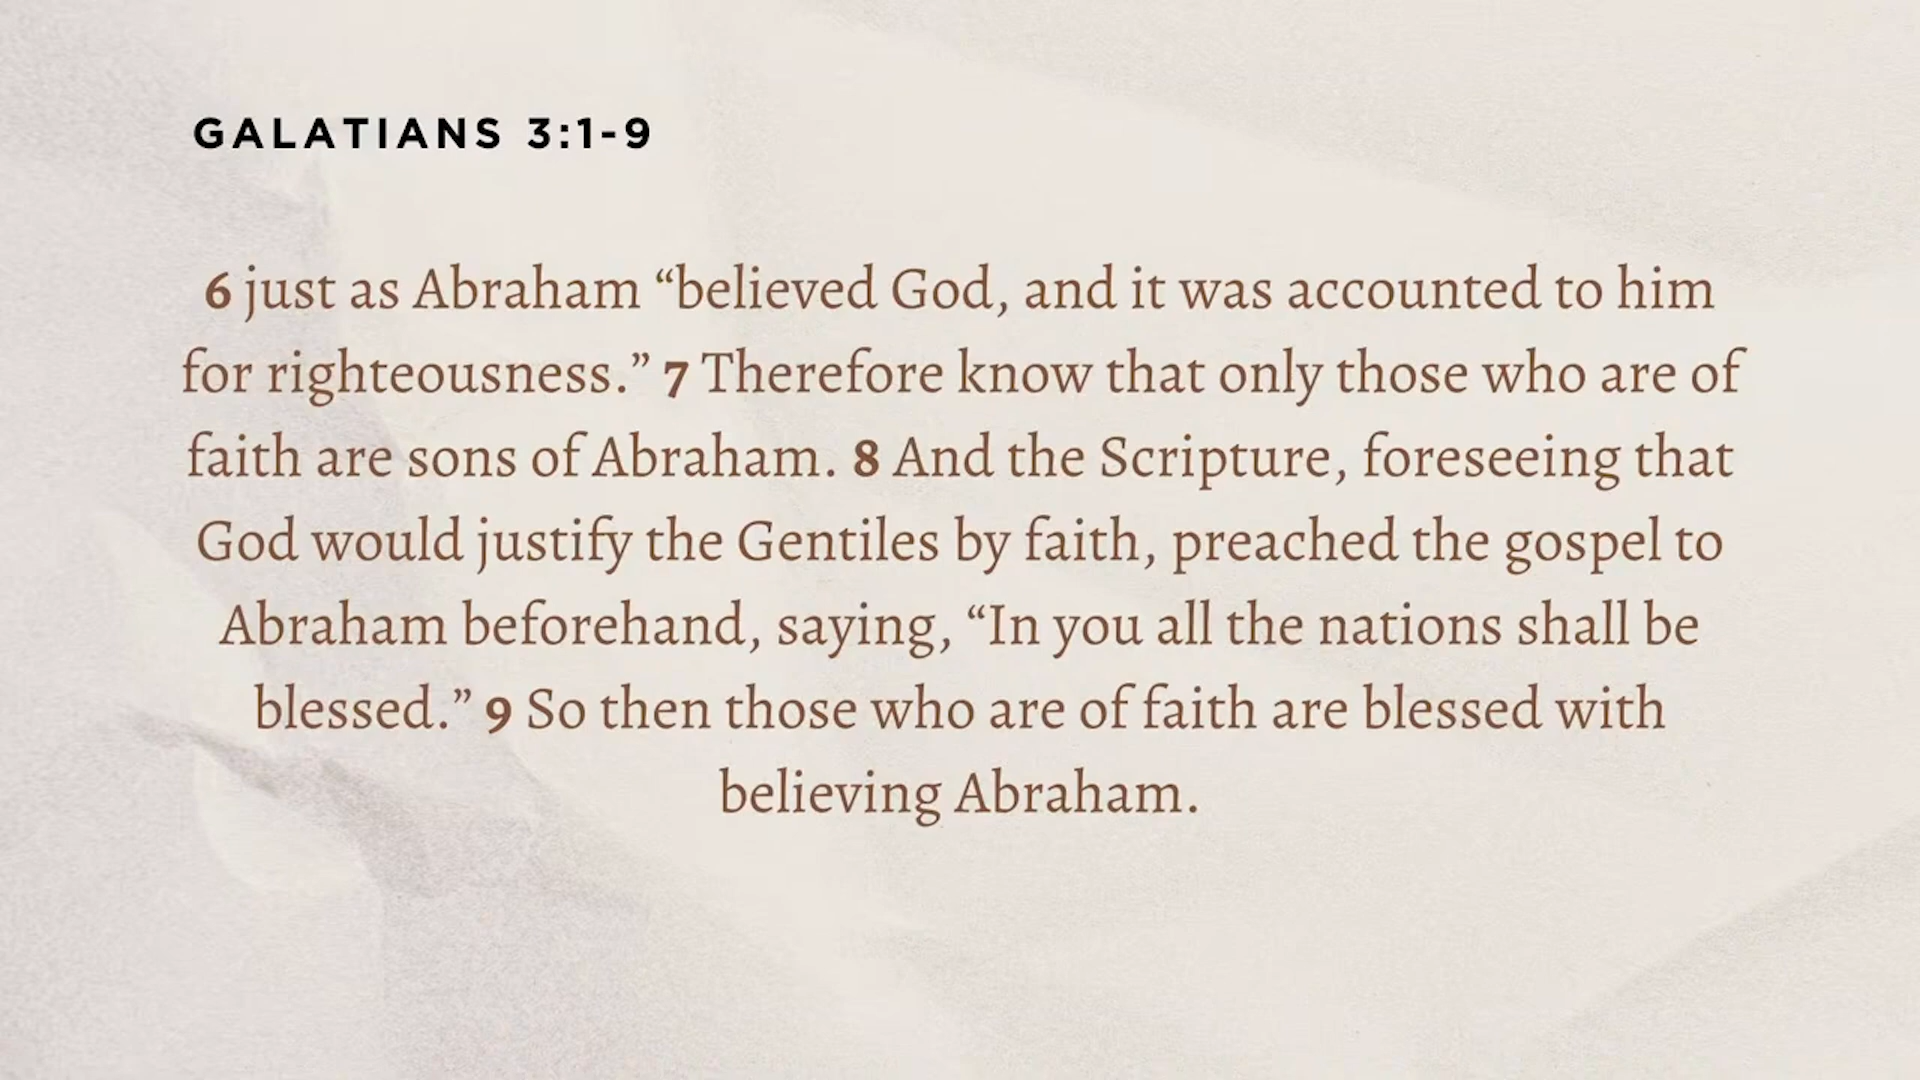 GALATIANS 3:1-9
6 just as Abraham “believed God, and it was accounted to him
for righteousness.” 7 Therefore know that only those who are of
faith are sons of Abraham. 8 And the Scripture, foreseeing that
God would justify the Gentiles by faith, preached the gospel to
Abraham beforehand, saying, “In you all the nations shall be
blessed.” 9 So then those who are of faith are blessed with
believing Abraham.